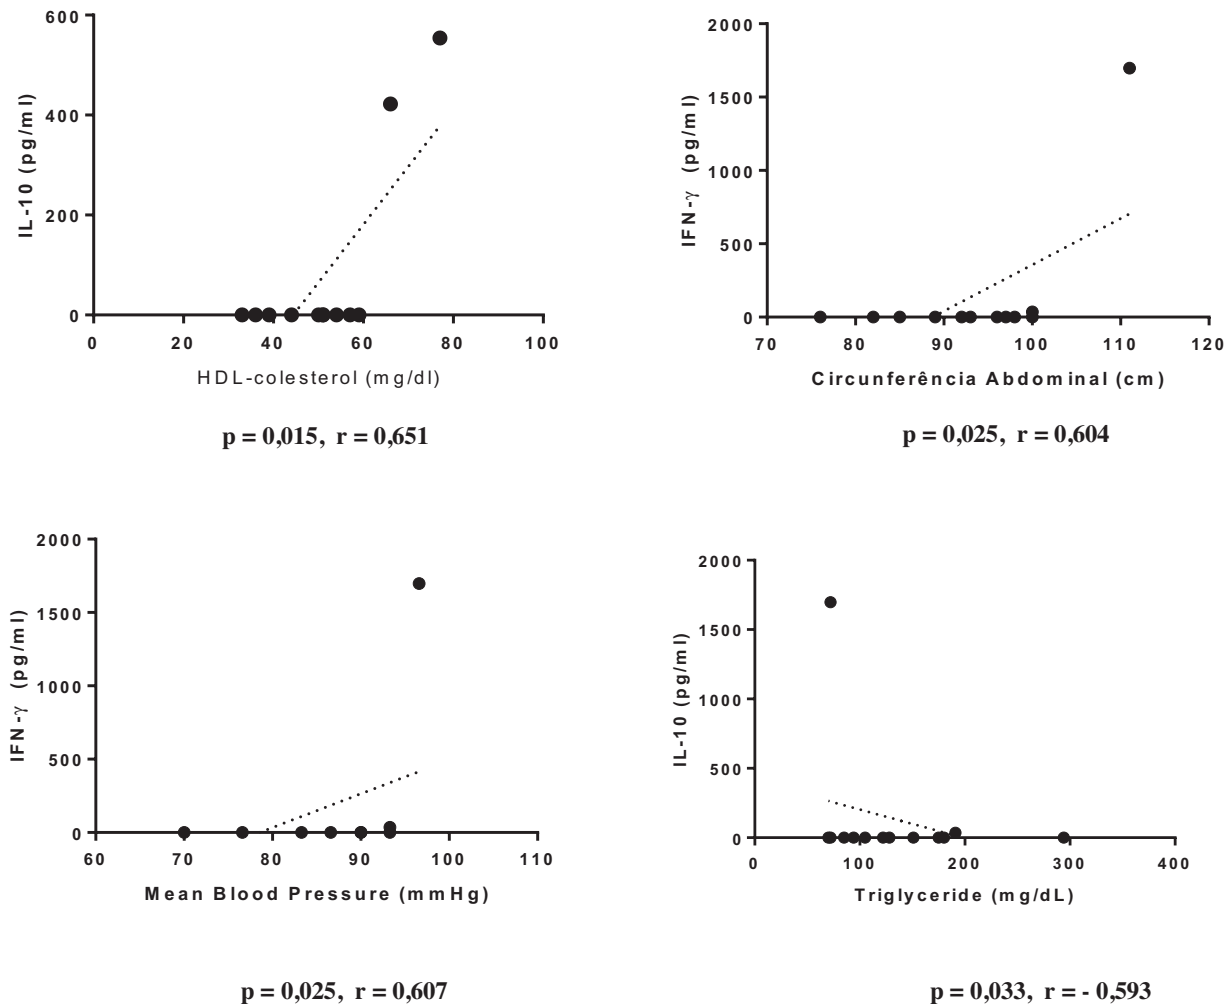 600
400
200
0
IL-10 (pg/ml)
0 20 40 60 80 100
HDL-colesterol (mg/dl)
p = 0,015, r = 0,651
2000
1500
1000
500
0
IFN-γ (pg/ml)
70 80 90 100 110 120
Circunferência Abdominal (cm)
p = 0,025, r = 0,604
2000
1500
1000
500
0
IFN-γ (pg/ml)
60 70 80 90 100 110
Mean Blood Pressure (mmHg)
p = 0,025, r = 0,607
2000
1500
1000
500
0
IL-10 (pg/ml)
0 100 200 300 400
Triglyceride (mg/dL)
p = 0,033, r = - 0,593